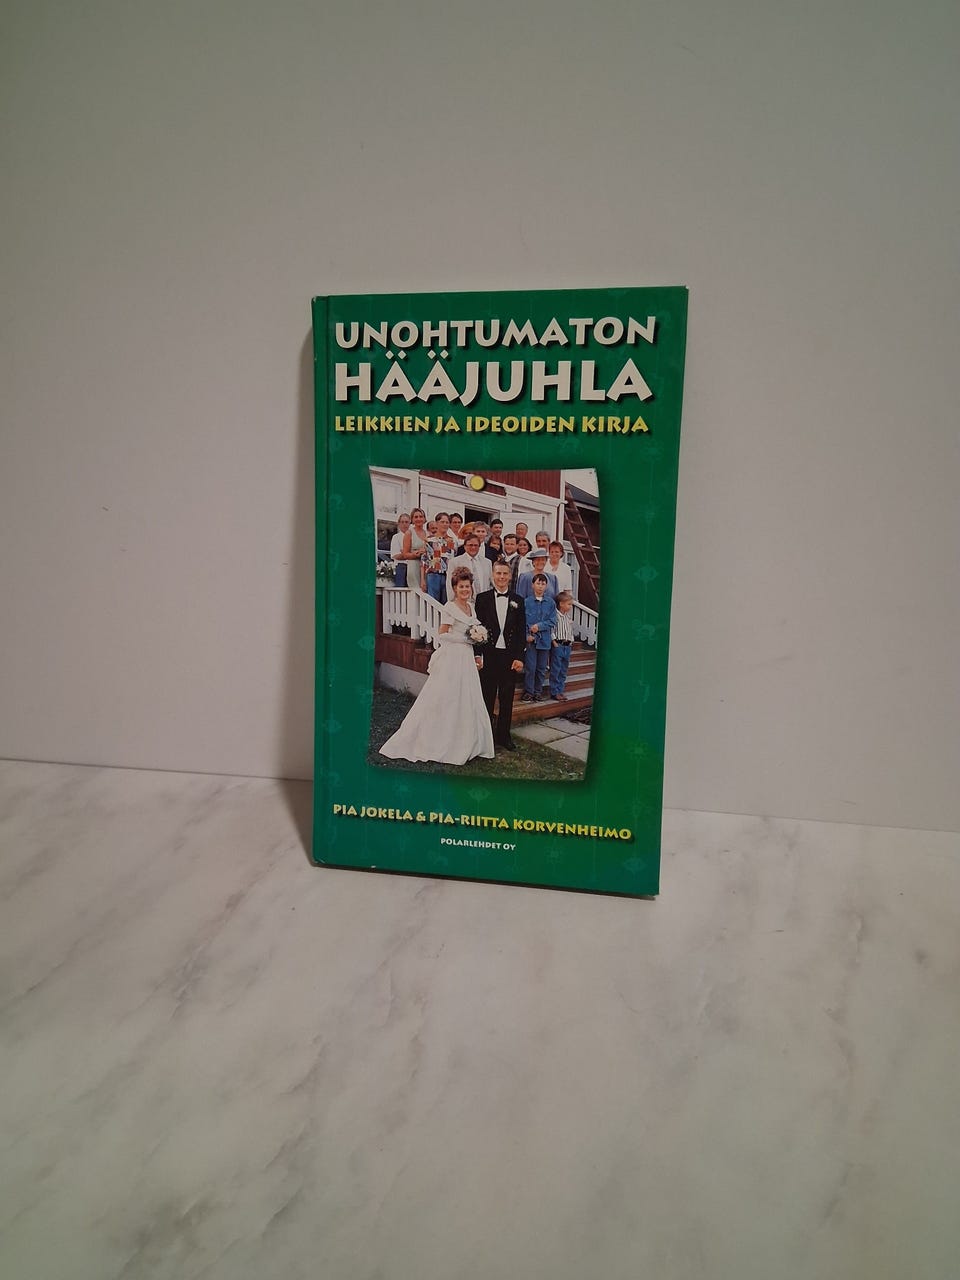 UNOHTUMATON
HÄÄJUHLA
LEIKKIEN JA IDEOIDEN KIRJA
PIA JOKELA & PIA-RIITTA KORVENHEIMO
POLARLEHDET OY